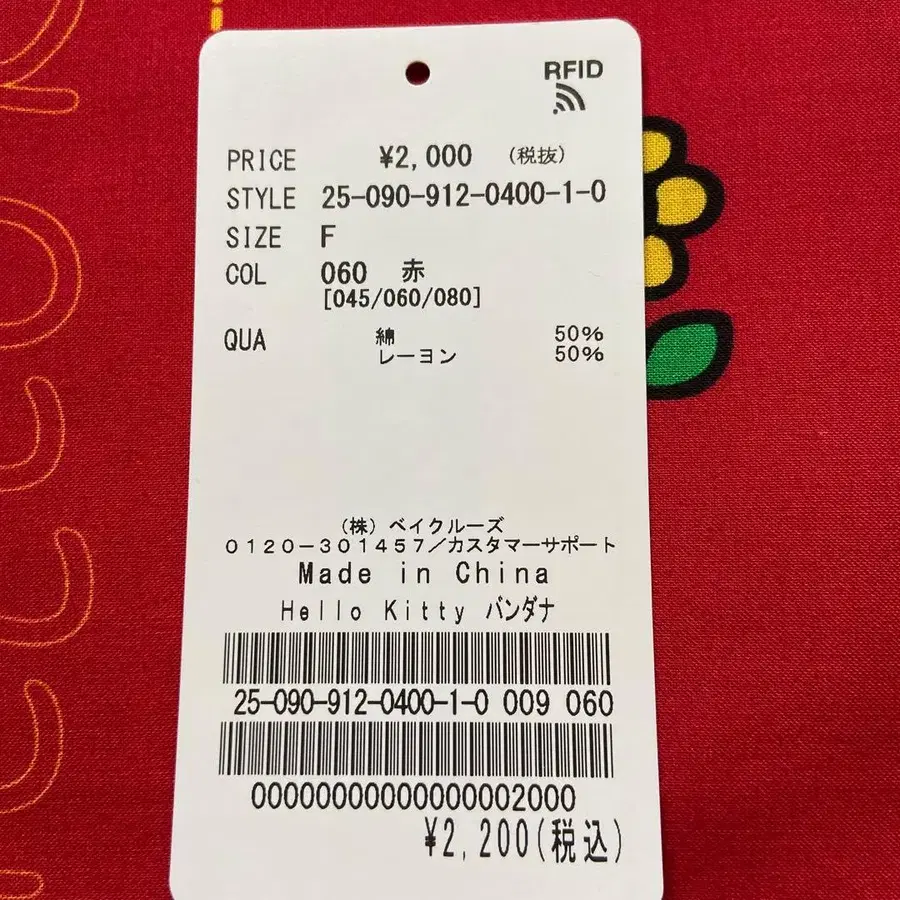 RFID
PRICE ¥2,000 (税抜)
STYLE 25-090-912-0400-1-0
SIZE F
COL 060 赤
[045/060/080]
QUA 綿 50%
レーヨン 50%
(株) ベイクルーズ
0120-301457/カスタマーサポート
Made in China
Hello Kitty バンダナ
25-090-912-0400-1-0 009 060
00000000000000002000
¥2,200(税込)